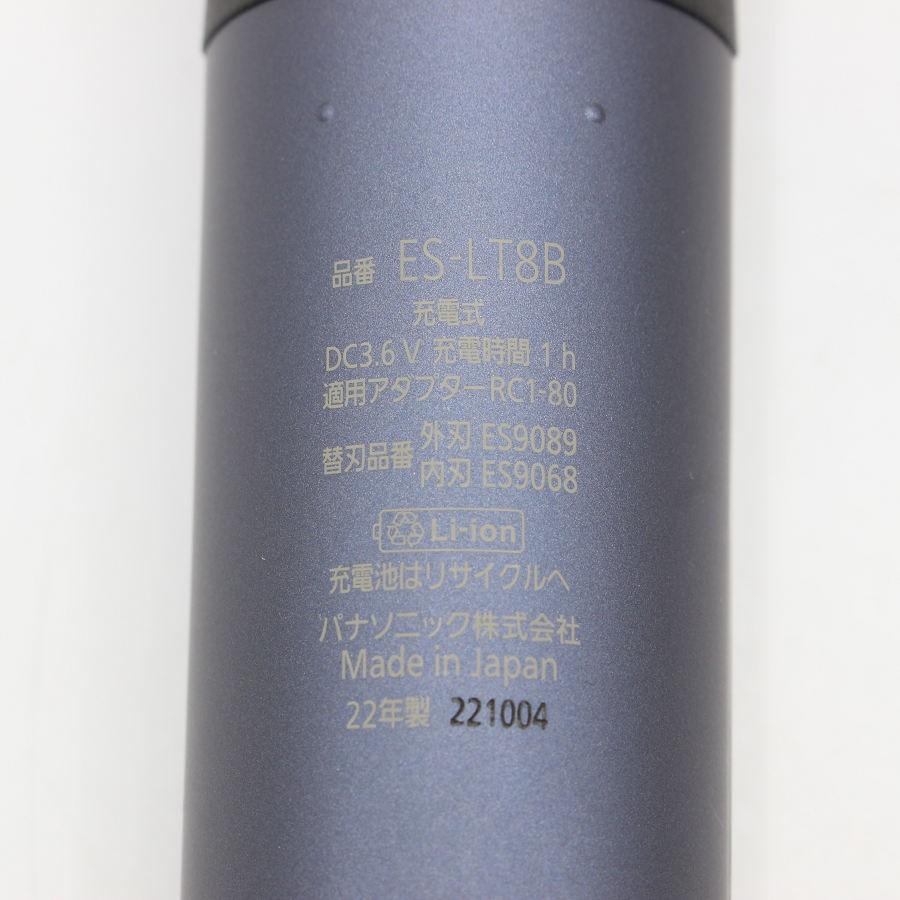 品番 ES-LT8B
充電式
DC3.6 V 充電時間 1 h
適用アダプターRC1-80
替刃品番 外刃 ES9089
内刃 ES9068
Li-ion
充電池はリサイクルへ
パナソニック株式会社
Made in Japan
22年製 221004